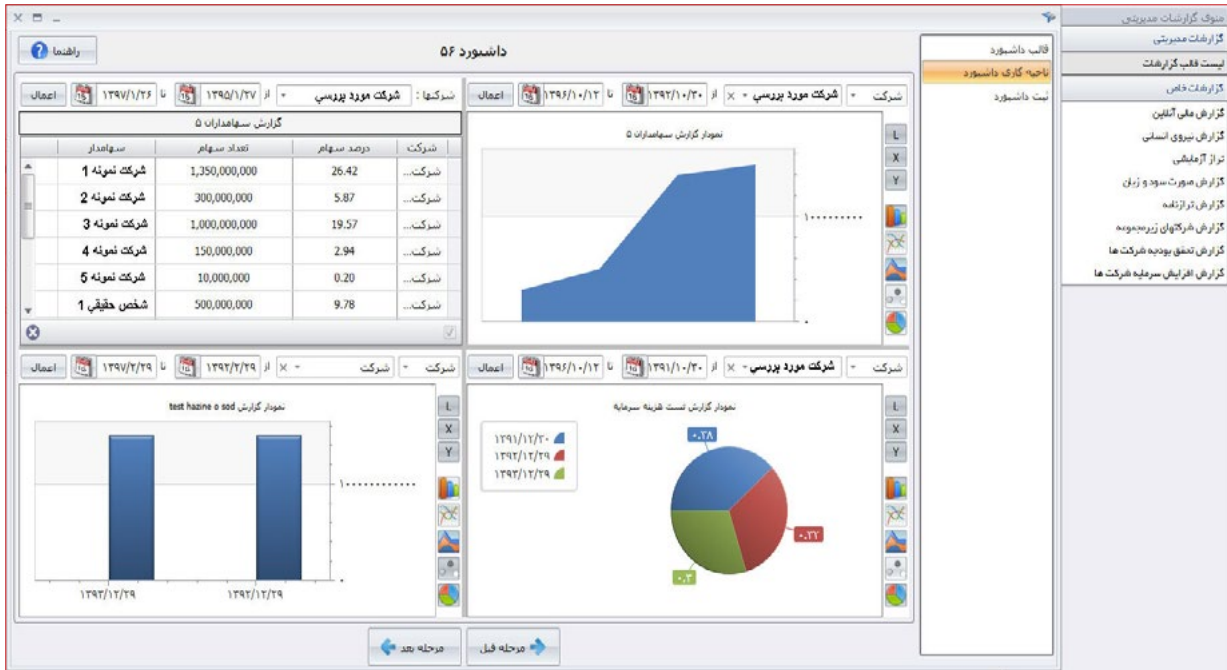 منوی گزارشات مدیریتی
گزارشات مدیریتی
لیست قالب گزارشات
گزارشات خاص
گزارش مالی آنلاین
گزارش نیروی انسانی
تراز آزمایشی
گزارش صورت سود و زیان
گزارش ترازنامه
گزارش شرکتهای زیرمجموعه
گزارش تحقق بودجه شرکت ها
گزارش افزایش سرمایه شرکت ها
قالب داشبورد
ناحیه گذاری داشبورد
ثبت داشبورد
داشبورد ۵۶
راهنما
شرکت شرکت مورد بررسی از ۱۳۹۲/۱۰/۳۰ تا ۱۳۹۶/۱۰/۱۲ اعمال
نمودار گزارش سهامداران ۵
L
X
Y
۱۰۰۰۰۰۰۰۰۰
۰
شرکتها : شرکت مورد بررسی از ۱۳۹۵/۱/۲۷ تا ۱۳۹۷/۱/۲۶ اعمال
گزارش سهامداران ۵
شرکت درصد سهام تعداد سهام سهامدار
شرکت... 26.42 1,350,000,000 شرکت نمونه 1
شرکت... 5.87 300,000,000 شرکت نمونه 2
شرکت... 19.57 1,000,000,000 شرکت نمونه 3
شرکت... 2.94 150,000,000 شرکت نمونه 4
شرکت... 0.20 10,000,000 شرکت نمونه 5
شرکت... 9.78 500,000,000 شخص حقیقی 1
شرکت شرکت مورد بررسی از ۱۳۹۱/۱۰/۳۰ تا ۱۳۹۶/۱۰/۱۲ اعمال
نمودار گزارش تست هزینه سرمایه
L
X
Y
۱۳۹۱/۱۲/۳۰
۱۳۹۲/۱۲/۲۹
۱۳۹۳/۱۲/۲۹
۰.۳۸
۰.۳۲
۰.۳
شرکت شرکت از ۱۳۹۲/۲/۲۹ تا ۱۳۹۷/۲/۲۹ اعمال
نمودار گزارش test hazine o sod
L
X
Y
۰
۱۳۹۳/۱۲/۲۹ ۱۳۹۲/۱۲/۲۹
مرحله قبل
مرحله بعد